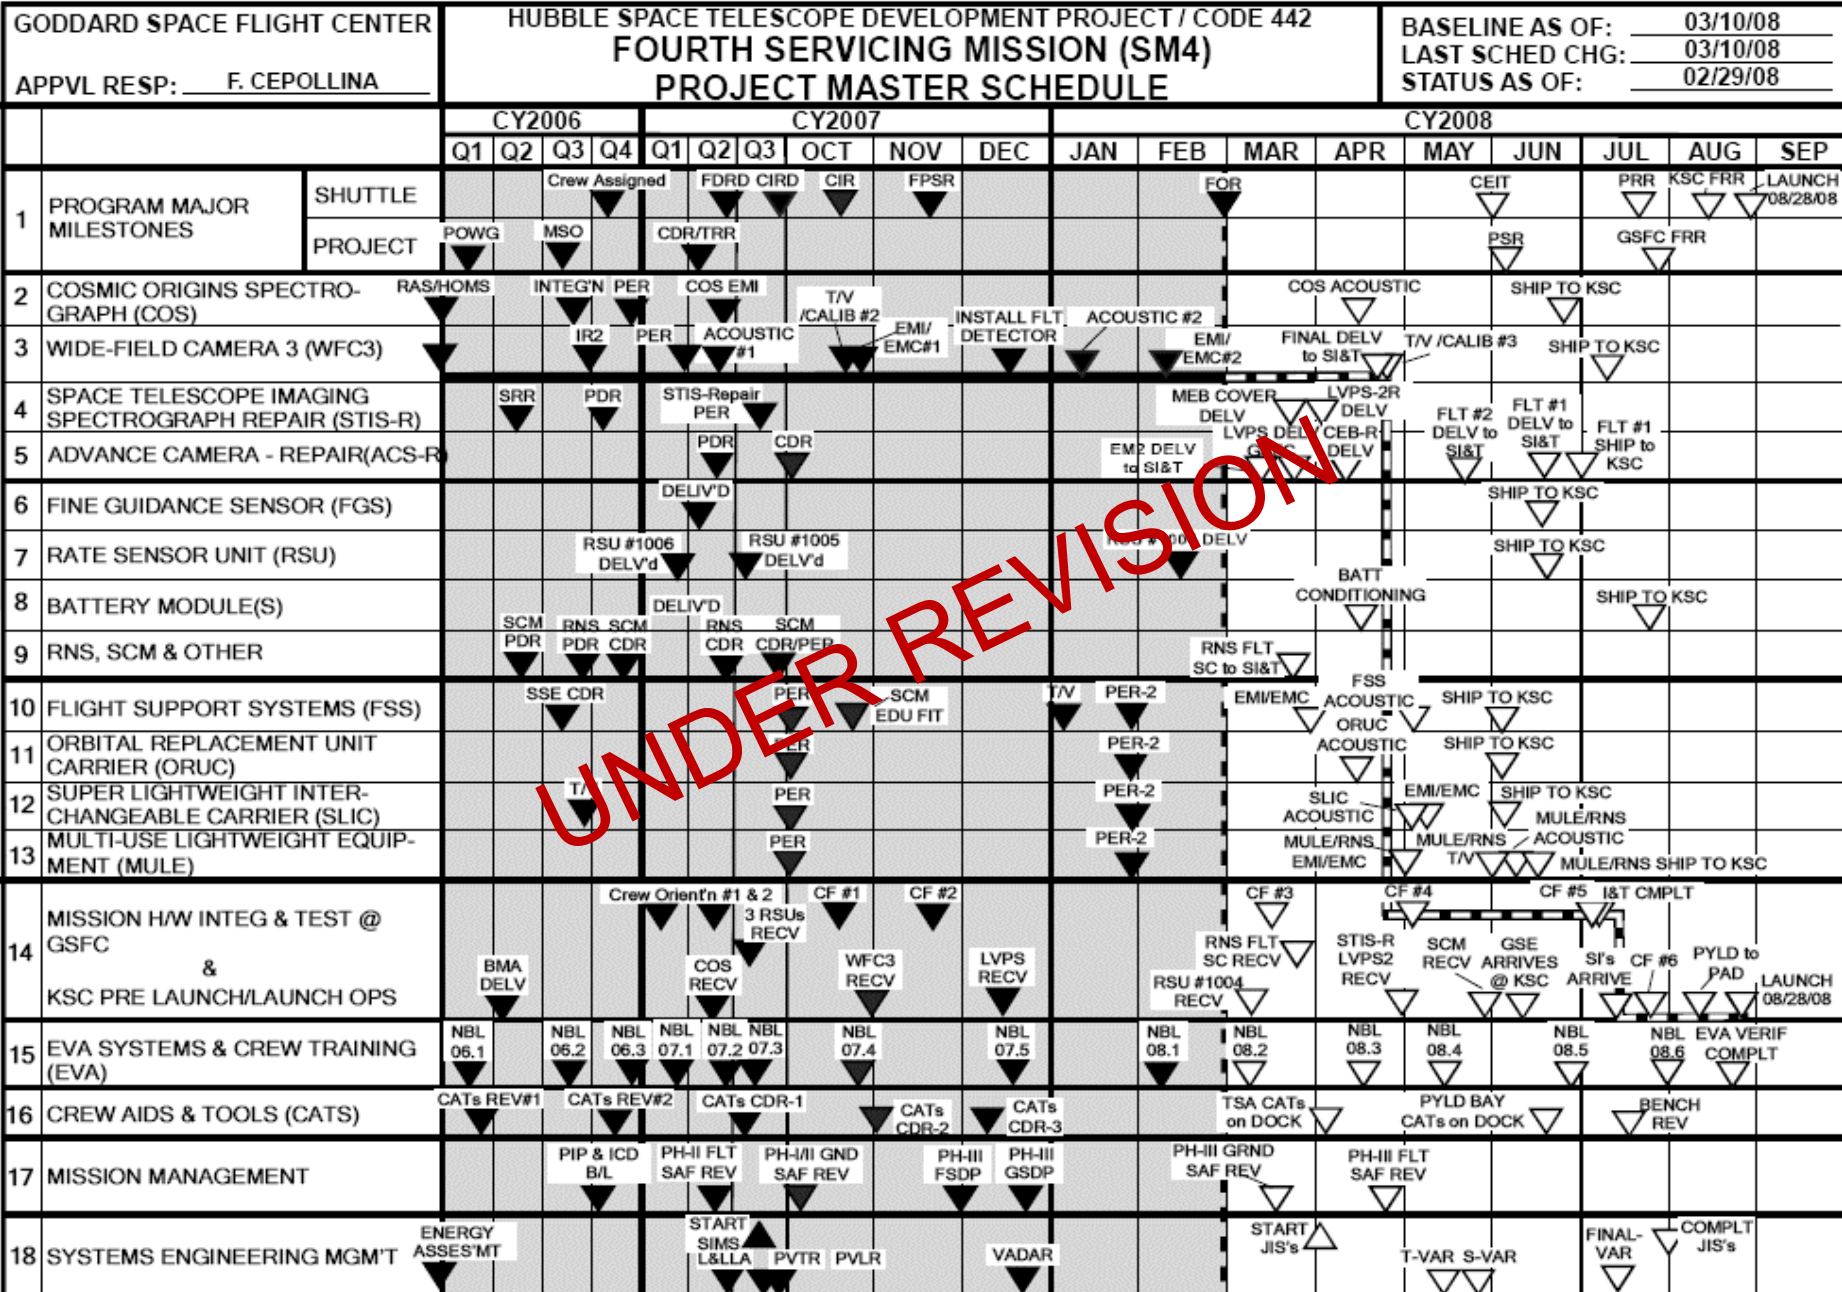 GODDARD SPACE FLIGHT CENTER
APPVL RESP: F. CEPOLLINA
HUBBLE SPACE TELESCOPE DEVELOPMENT PROJECT / CODE 442
FOURTH SERVICING MISSION (SM4)
PROJECT MASTER SCHEDULE
BASELINE AS OF: 03/10/08
LAST SCHED CHG: 03/10/08
STATUS AS OF: 02/29/08
CY2006 CY2007 CY2008
Q1 Q2 Q3 Q4 Q1 Q2 Q3 OCT NOV DEC JAN FEB MAR APR MAY JUN JUL AUG SEP
1 PROGRAM MAJOR
MILESTONES
SHUTTLE
Crew Assigned FDRD CIRD CIR FPSR FOR CEIT PRR KSC FRR LAUNCH
08/28/08
PROJECT
POWG MSO CDR/TRR PSR GSFC FRR
2 COSMIC ORIGINS SPECTRO-
GRAPH (COS)
RAS/HOMS INTEG'N PER COS EMI COS ACOUSTIC SHIP TO KSC
3 WIDE-FIELD CAMERA 3 (WFC3)
IR2 PER ACOUSTIC
#1
T/V
/CALIB #2
EMI/
EMC#1
INSTALL FLT
DETECTOR
ACOUSTIC #2
EMI/
EMC#2
FINAL DELV
to SI&T
T/V /CALIB #3
SHIP TO KSC
4 SPACE TELESCOPE IMAGING
SPECTROGRAPH REPAIR (STIS-R)
SRR PDR STIS-Repair
PER
MEB COVER
DELV
LVPS-2R
DELV
5 ADVANCE CAMERA - REPAIR(ACS-R)
PDR CDR
EM2 DELV
to SI&T
LVPS DELV
CEB-R
DELV
FLT #2
DELV to
SI&T
FLT #1
DELV to
SI&T
FLT #1
SHIP to
KSC
6 FINE GUIDANCE SENSOR (FGS)
DELIV'D SHIP TO KSC
7 RATE SENSOR UNIT (RSU)
RSU #1006
DELV'd
RSU #1005
DELV'd
DELV
SHIP TO KSC
8 BATTERY MODULE(S)
DELIV'D
BATT
CONDITIONING
SHIP TO KSC
9 RNS, SCM & OTHER
SCM
PDR
RNS
PDR
SCM
CDR
RNS
CDR
SCM
CDR/PER
RNS FLT
SC to SI&T
10 FLIGHT SUPPORT SYSTEMS (FSS)
SSE CDR PER SCM
EDU FIT
T/V PER-2 EMI/EMC
FSS
ACOUSTIC
SHIP TO KSC
11 ORBITAL REPLACEMENT UNIT
CARRIER (ORUC)
PER PER-2
ORUC
ACOUSTIC
SHIP TO KSC
12 SUPER LIGHTWEIGHT INTER-
CHANGEABLE CARRIER (SLIC)
PER PER-2
SLIC
ACOUSTIC
EMI/EMC SHIP TO KSC
13 MULTI-USE LIGHTWEIGHT EQUIP-
MENT (MULE)
PER PER-2
MULE/RNS
EMI/EMC
MULE/RNS
T/V
MULE/RNS
ACOUSTIC
MULE/RNS SHIP TO KSC
14 MISSION H/W INTEG & TEST @
GSFC
&
KSC PRE LAUNCH/LAUNCH OPS
Crew Orient'n #1 & 2 CF #1 CF #2 CF #3 CF #4 CF #5 I&T CMPLT
3 RSUs
RECV
BMA
DELV
COS
RECV
WFC3
RECV
LVPS
RECV
RSU #1004
RECV
RNS FLT
SC RECV
STIS-R
LVPS2
RECV
SCM
RECV
GSE
ARRIVES
@ KSC
SI's
ARRIVE
CF #6
PYLD to
PAD
LAUNCH
08/28/08
15 EVA SYSTEMS & CREW TRAINING
(EVA)
NBL
06.1
NBL
06.2
NBL
06.3
NBL
07.1
NBL
07.2
NBL
07.3
NBL
07.4
NBL
07.5
NBL
08.1
NBL
08.2
NBL
08.3
NBL
08.4
NBL
08.5
NBL
08.6
EVA VERIF
COMPLT
16 CREW AIDS & TOOLS (CATS)
CATs REV#1 CATs REV#2 CATs CDR-1
CATs
CDR-2
CATs
CDR-3
TSA CATs
on DOCK
PYLD BAY
CATs on DOCK
BENCH
REV
17 MISSION MANAGEMENT
PIP & ICD
B/L
PH-II FLT
SAF REV
PH-I/II GND
SAF REV
PH-III
FSDP
PH-III
GSDP
PH-III GRND
SAF REV
PH-III FLT
SAF REV
18 SYSTEMS ENGINEERING MGM'T
ENERGY
ASSES'MT
START
SIMS
L&LLA PVTR PVLR VADAR
START
JIS's
T-VAR S-VAR
FINAL-
VAR
COMPLT
JIS's
UNDER REVISION